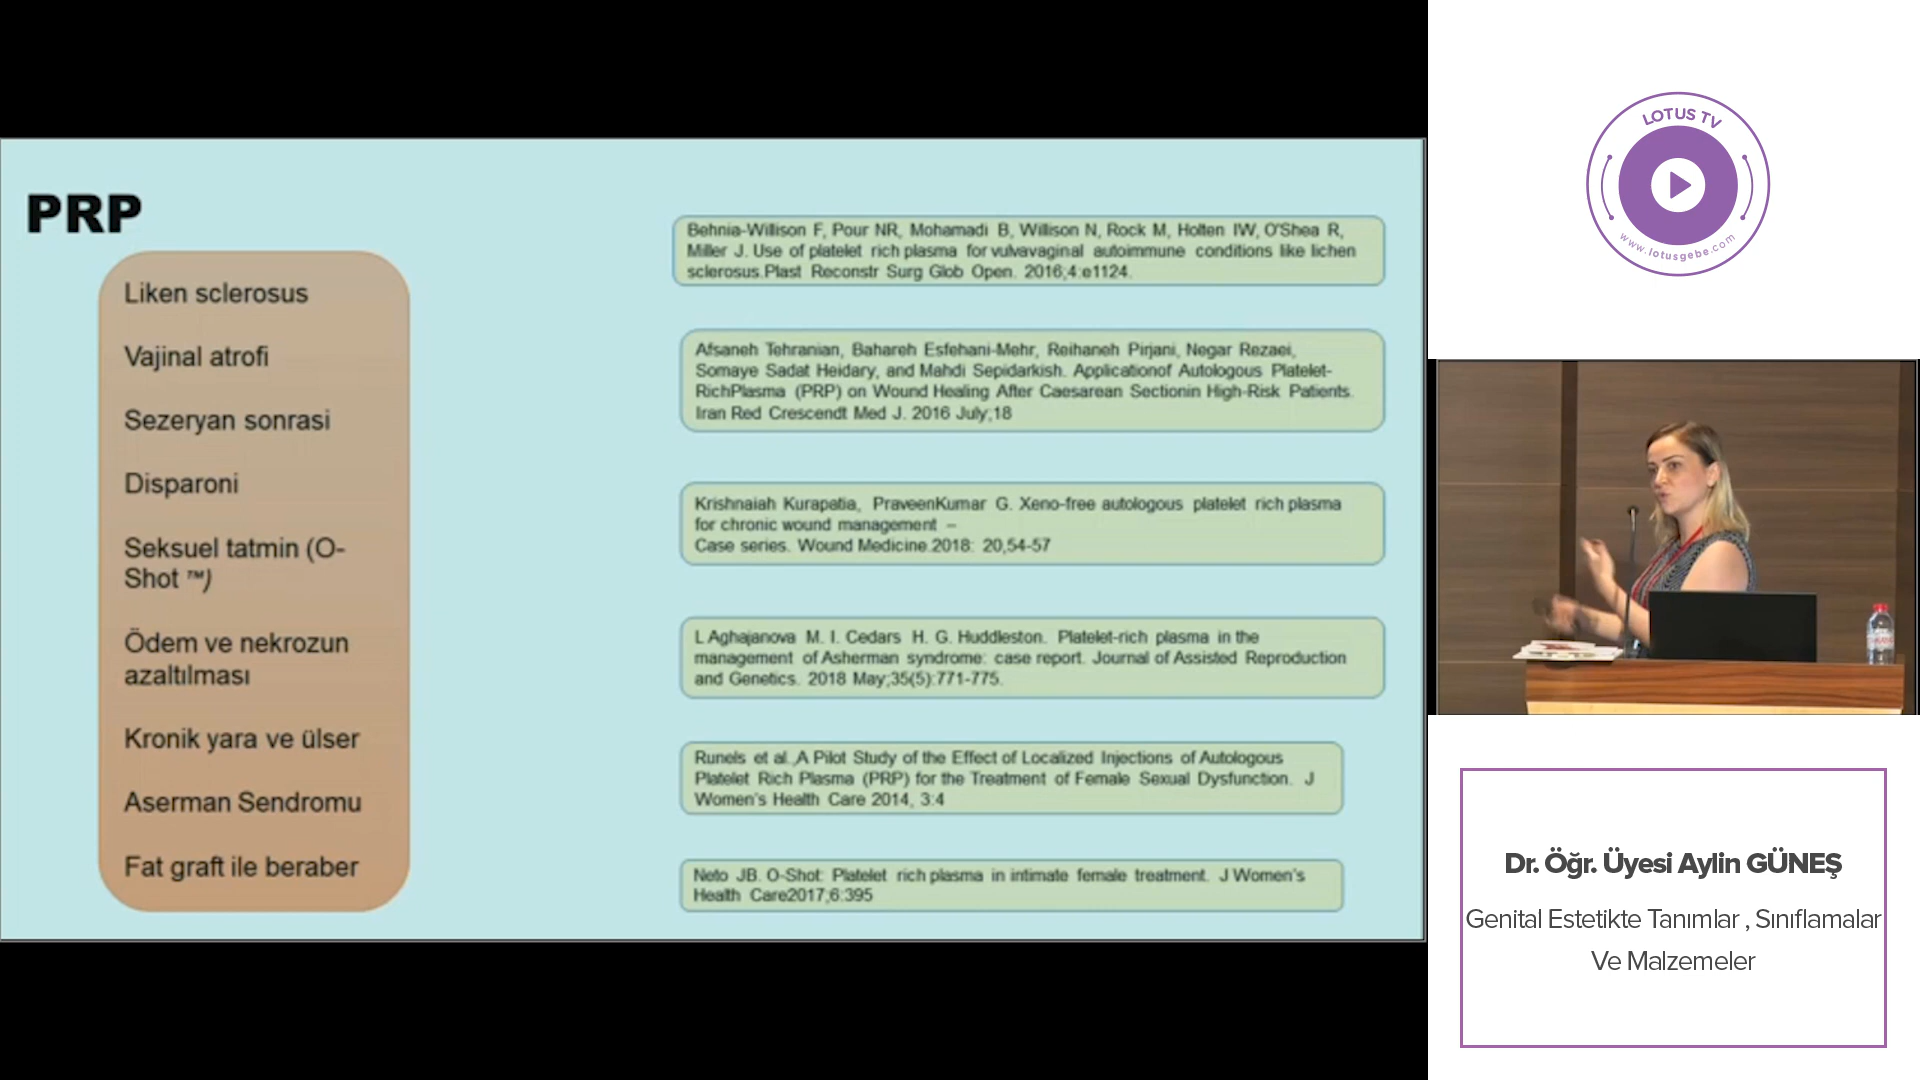 PRP
Liken sclerosus
Vajinal atrofi
Sezeryan sonrasi
Disparoni
Seksuel tatmin (O-
Shot ™)
Ödem ve nekrozun
azaltılması
Kronik yara ve ülser
Aserman Sendromu
Fat graft ile beraber
Behnia-Willison F, Pour NR, Mohamadi B, Willison N, Rock M, Holten IW, O'Shea R,
Miller J. Use of platelet rich plasma for vulvavaginal autoimmune conditions like lichen
sclerosus.Plast Reconstr Surg Glob Open. 2016;4:e1124.
Afsaneh Tehranian, Bahareh Esfehani-Mehr, Reihaneh Pirjani, Negar Rezaei,
Somaye Sadat Heidary, and Mahdi Sepidarkish. Applicationof Autologous Platelet-
RichPlasma (PRP) on Wound Healing After Caesarean Sectionin High-Risk Patients.
Iran Red Crescendt Med J. 2016 July;18
Krishnaiah Kurapatia, PraveenKumar G. Xeno-free autologous platelet rich plasma
for chronic wound management –
Case series. Wound Medicine.2018: 20,54-57
L Aghajanova M. I. Cedars H. G. Huddleston. Platelet-rich plasma in the
management of Asherman syndrome: case report. Journal of Assisted Reproduction
and Genetics. 2018 May;35(5):771-775.
Runels et al.,A Pilot Study of the Effect of Localized Injections of Autologous
Platelet Rich Plasma (PRP) for the Treatment of Female Sexual Dysfunction. J
Women's Health Care 2014, 3:4
Neto JB. O-Shot: Platelet rich plasma in intimate female treatment. J Women's
Health Care2017;6:395
LOTUS TV
www.lotusgebe.com
Dr. Öğr. Üyesi Aylin GÜNEŞ
Genital Estetikte Tanımlar , Sınıflamalar
Ve Malzemeler